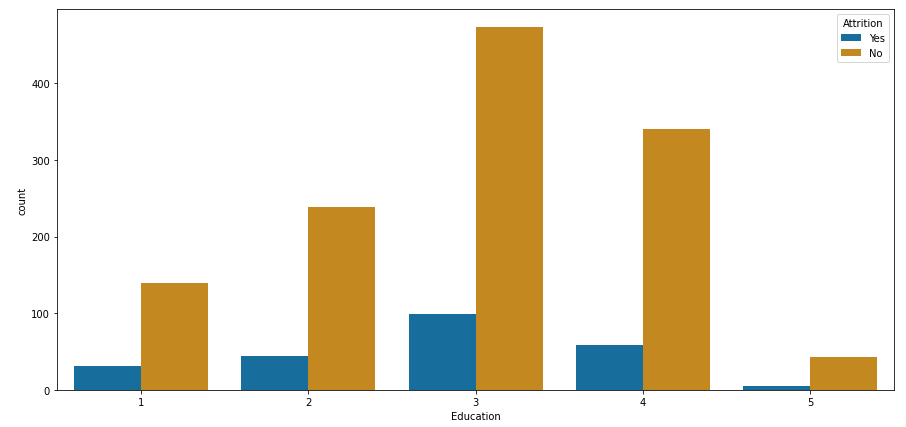 Attrition
Yes
No
400
300
200
100
0
count
1 2 3 4 5
Education